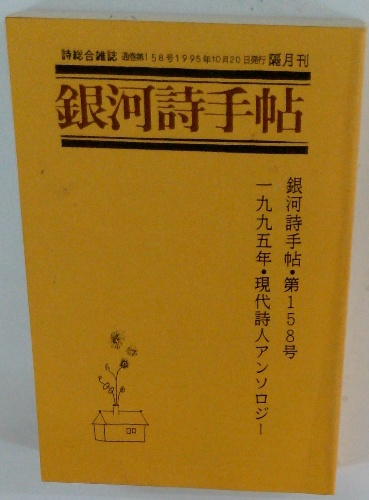 詩総合雑誌 通巻第158号1995年10月20日発行 隔月刊
銀河詩手帖
銀河詩手帖・第158号
一九九五年・現代詩人アンソロジー